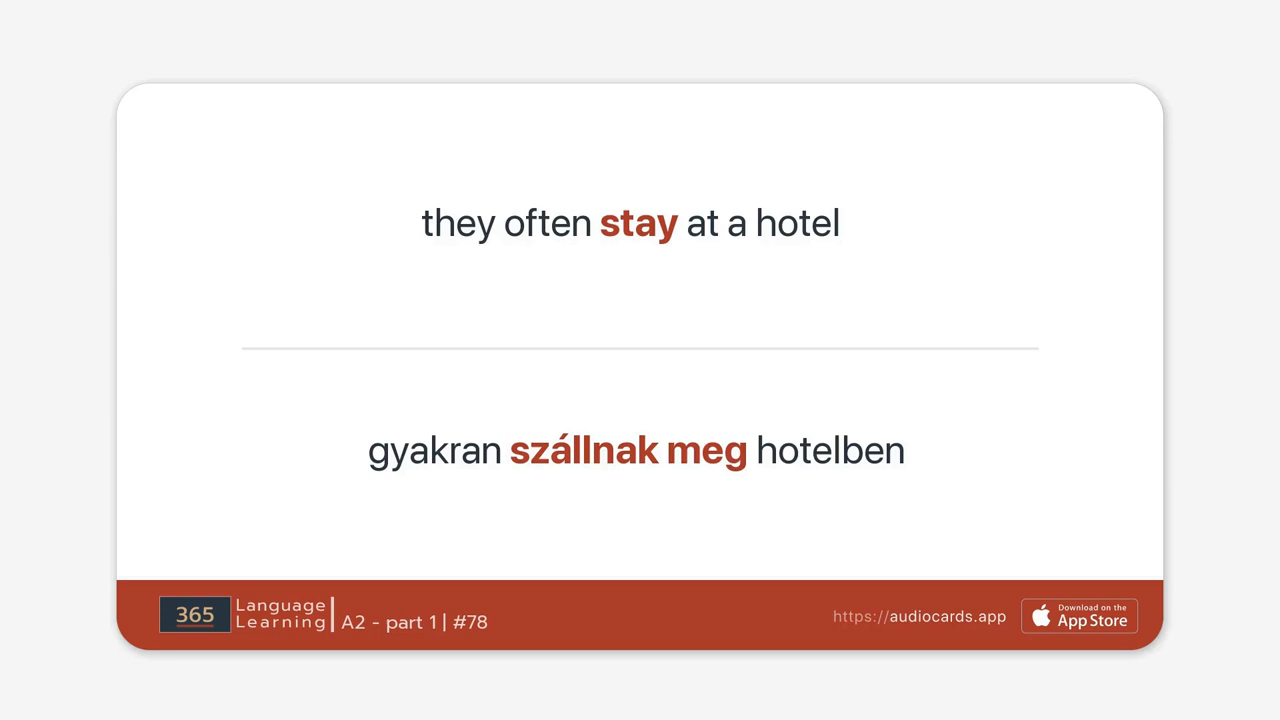 they often stay at a hotel
gyakran szállnak meg hotelben
365 Language Learning | A2 - part 1 | #78
https://audiocards.app
Download on the
App Store